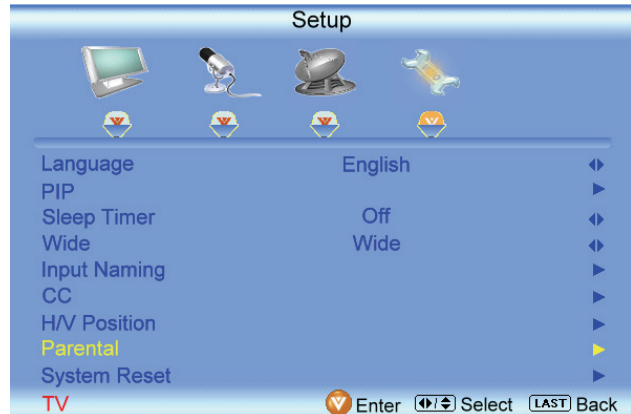 Setup
Language English
PIP
Sleep Timer Off
Wide Wide
Input Naming
CC
H/V Position
Parental
System Reset
TV Enter Select LAST Back